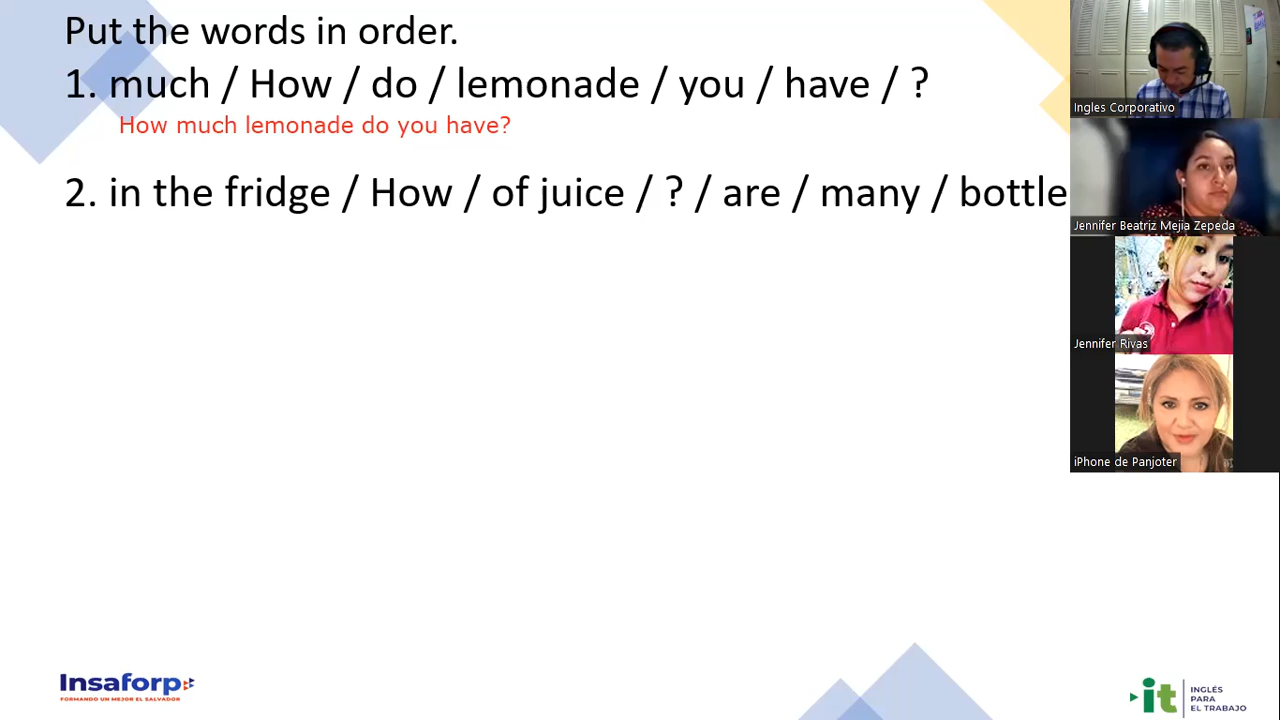 Put the words in order.
1. much / How / do / lemonade / you / have / ?
How much lemonade do you have?
2. in the fridge / How / of juice / ? / are / many / bottle
Ingles Corporativo
Jennifer Beatriz Mejia Zepeda
Jennifer Rivas
iPhone de Panjoter
Insaforp
FORMANDO UN MEJOR EL SALVADOR
it
INGLÉS
PARA
EL TRABAJO